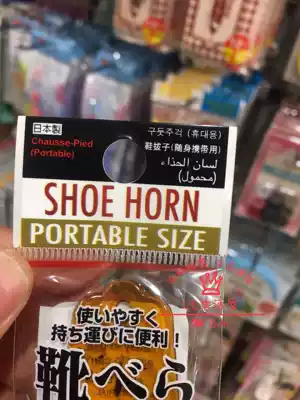 日本製
Chausse-Pied
(Portable)
구둣주걱 (휴대용)
鞋拔子(随身携带用)
لسان الحذاء
(محمول)
SHOE HORN
PORTABLE SIZE
使いやすく
持ち運びに便利!
靴べら